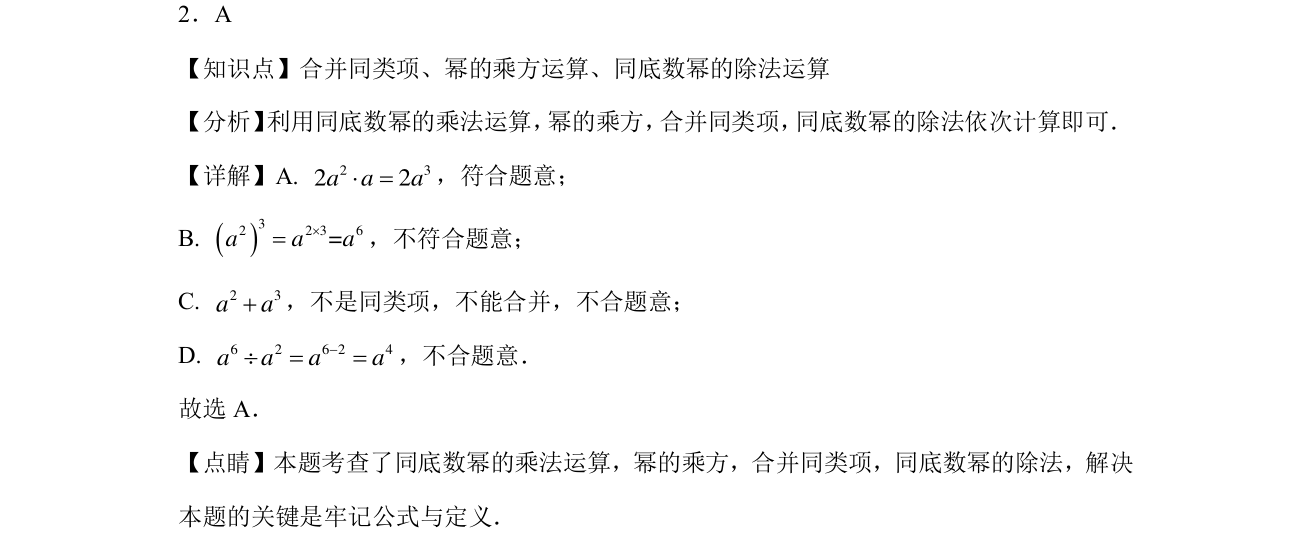 2．A
【知识点】合并同类项、幂的乘方运算、同底数幂的除法运算
【分析】利用同底数幂的乘法运算，幂的乘方，合并同类项，同底数幂的除法依次计算即可．
【详解】A. 2a²·a=2a³，符合题意；
B. (a²)³=a²ˣ³=a⁶，不符合题意；
C. a²+a³，不是同类项，不能合并，不合题意；
D. a⁶÷a²=a⁶⁻²=a⁴，不合题意．
故选 A．
【点睛】本题考查了同底数幂的乘法运算，幂的乘方，合并同类项，同底数幂的除法，解决
本题的关键是牢记公式与定义．